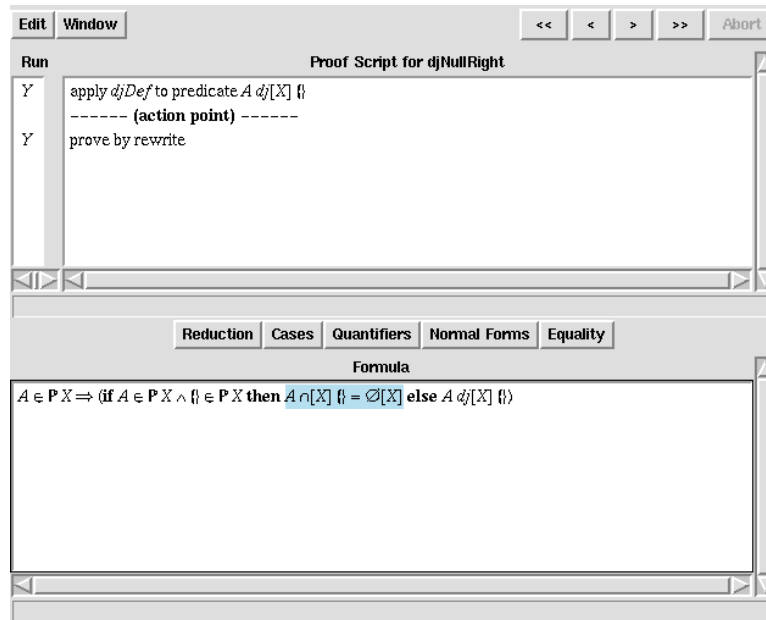 Edit Window << < > >> Abort
Run Proof Script for djNullRight
Y apply djDef to predicate A dj[X] {}
------ (action point) ------
Y prove by rewrite
Reduction Cases Quantifiers Normal Forms Equality
Formula
A ∈ P X ⇒ (if A ∈ P X ∧ {} ∈ P X then A ∩[X] {} = ∅[X] else A dj[X] {})